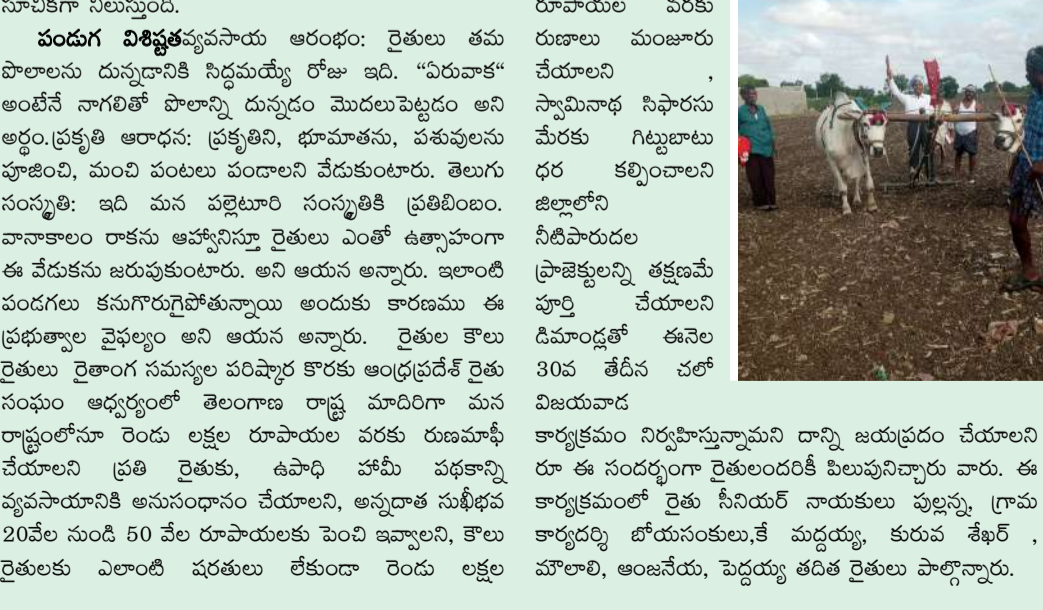 సూచికగా నిలుస్తుంది.
పండుగ విశిష్టతవ్యవసాయ ఆరంభం: రైతులు తమ
పొలాలను దున్నడానికి సిద్ధమయ్యే రోజు ఇది. “ఏరువాక“
అంటేనే నాగలితో పొలాన్ని దున్నడం మొదలుపెట్టడం అని
అర్థం.ప్రకృతి ఆరాధన: ప్రకృతిని, భూమాతను, పశువులను
పూజించి, మంచి పంటలు పండాలని వేడుకుంటారు. తెలుగు
సంస్కృతి: ఇది మన పల్లెటూరి సంస్కృతికి ప్రతిబింబం.
వానాకాలం రాకను ఆహ్వానిస్తూ రైతులు ఎంతో ఉత్సాహంగా
ఈ వేడుకను జరుపుకుంటారు. అని ఆయన అన్నారు. ఇలాంటి
పండగలు కనుగొరుగైపోతున్నాయి అందుకు కారణము ఈ
ప్రభుత్వాల వైఫల్యం అని ఆయన అన్నారు. రైతుల కౌలు
రైతులు రైతాంగ సమస్యల పరిష్కార కొరకు ఆంధ్రప్రదేశ్ రైతు
సంఘం ఆధ్వర్యంలో తెలంగాణ రాష్ట్ర మాదిరిగా మన
రాష్ట్రంలోనూ రెండు లక్షల రూపాయల వరకు రుణమాఫీ
చేయాలని ప్రతి రైతుకు, ఉపాధి హామీ పథకాన్ని
వ్యవసాయానికి అనుసంధానం చేయాలని, అన్నదాత సుఖీభవ
20వేల నుండి 50 వేల రూపాయలకు పెంచి ఇవ్వాలని, కౌలు
రైతులకు ఎలాంటి షరతులు లేకుండా రెండు లక్షల
రూపాయల వరకు
రుణాలు మంజూరు
చేయాలని ,
స్వామినాథ సిఫారసు
మేరకు గిట్టుబాటు
ధర కల్పించాలని
జిల్లాలోని
నీటిపారుదల
ప్రాజెక్టులన్ని తక్షణమే
పూర్తి చేయాలని
డిమాండ్లతో ఈనెల
30వ తేదీన చలో
విజయవాడ
కార్యక్రమం నిర్వహిస్తున్నామని దాన్ని జయప్రదం చేయాలని
రూ ఈ సందర్భంగా రైతులందరికీ పిలుపునిచ్చారు వారు. ఈ
కార్యక్రమంలో రైతు సీనియర్ నాయకులు పుల్లన్న, గ్రామ
కార్యదర్శి బోయసంకులు,కే మద్దయ్య, కురువ శేఖర్ ,
మౌలాలి, ఆంజనేయ, పెద్దయ్య తదిత రైతులు పాల్గొన్నారు.